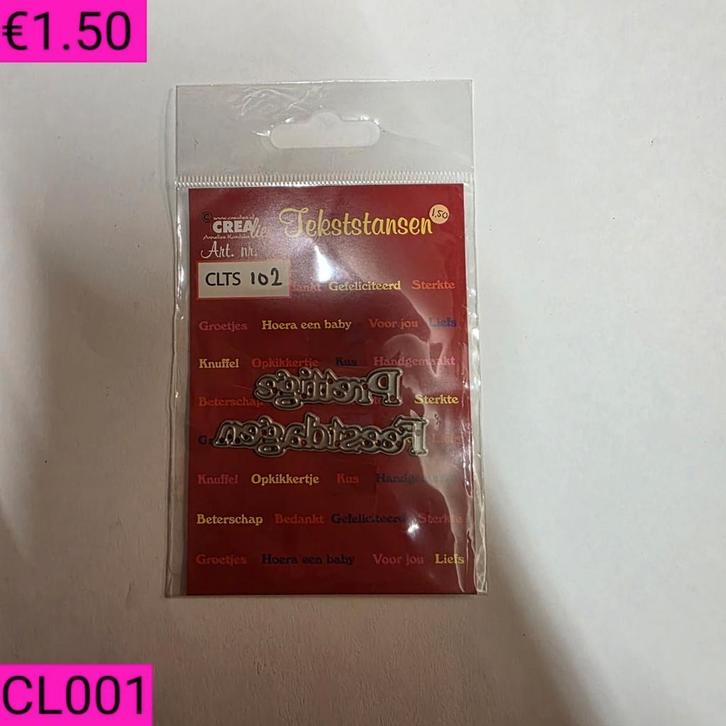 €1.50
© www.crealies.nl
CREAlies Tekststansen 1,50
Art. nr.
CLTS 102
Gefeliciteerd Sterkte
Groetjes Hoera een baby Voor jou Liefs
Knuffel Opkikkertje Kus Handgemaakt
Prettige
Beterschap Sterkte
Feestdagen
Knuffel Opkikkertje Kus
Beterschap Bedankt Gefeliciteerd Sterkte
Groetjes Hoera een baby Voor jou Liefs
CL001